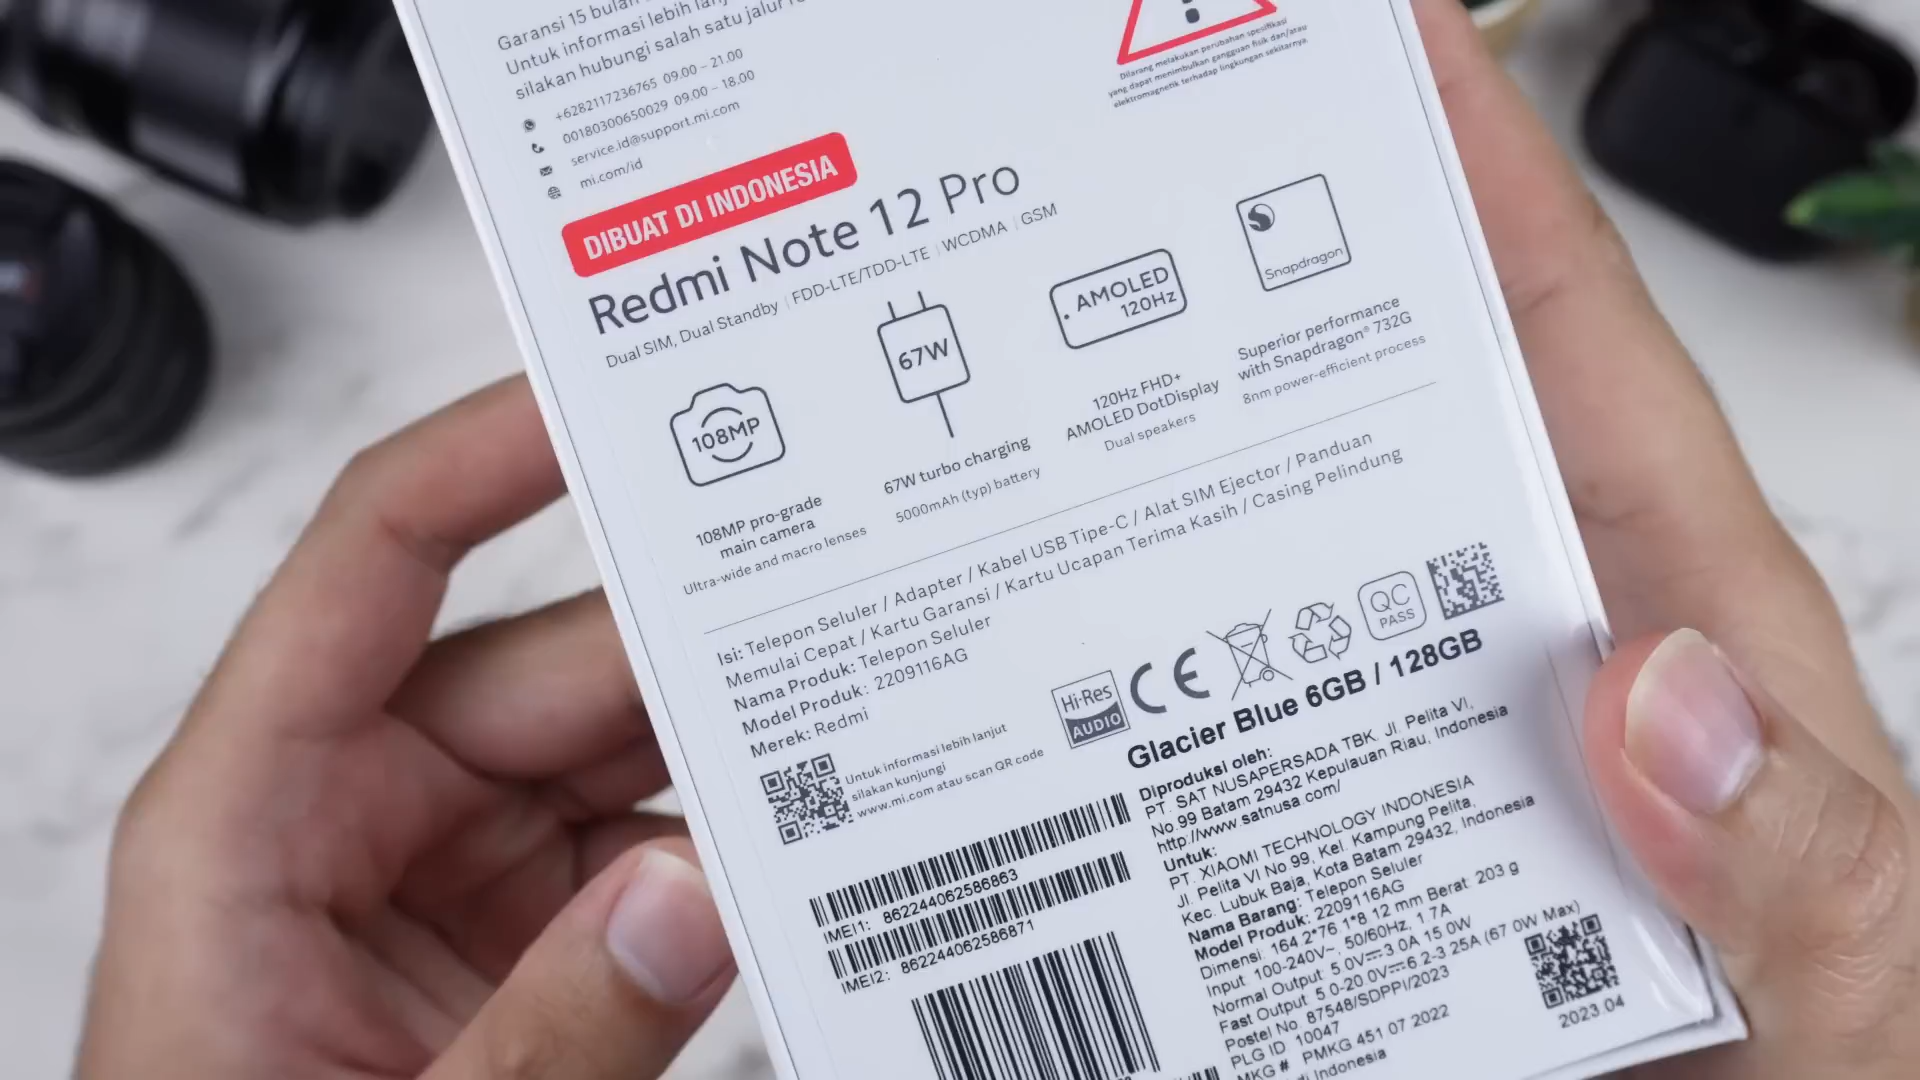 Garansi 15 bulan
Untuk informasi lebih lanj
silakan hubungi salah satu jalur
+6282117236765 09.00 – 21.00
00180300650029 09.00 – 18.00
service.id@support.mi.com
mi.com/id
Dilarang melakukan perubahan spesifikasi
yang dapat menimbulkan gangguan fisik dan/atau
elektromagnetik terhadap lingkungan sekitarnya
DIBUAT DI INDONESIA
Redmi Note 12 Pro
Dual SIM, Dual Standby | FDD-LTE/TDD-LTE | WCDMA | GSM
108MP
108MP pro-grade
main camera
Ultra-wide and macro lenses
67W
67W turbo charging
5000mAh (typ) battery
AMOLED
120Hz
120Hz FHD+
AMOLED DotDisplay
Dual speakers
Snapdragon
Superior performance
with Snapdragon® 732G
8nm power-efficient process
Isi: Telepon Seluler / Adapter / Kabel USB Tipe-C / Alat SIM Ejector / Panduan
Memulai Cepat / Kartu Garansi / Kartu Ucapan Terima Kasih / Casing Pelindung
Nama Produk: Telepon Seluler
Model Produk: 2209116AG
Merek: Redmi
Untuk informasi lebih lanjut
silakan kunjungi
www.mi.com atau scan QR code
Hi-Res
AUDIO
CE
QC
PASS
Glacier Blue 6GB / 128GB
Diproduksi oleh:
PT. SAT NUSAPERSADA TBK. Jl. Pelita VI,
No.99 Batam 29432 Kepulauan Riau, Indonesia
http://www.satnusa.com/
Untuk:
PT. XIAOMI TECHNOLOGY INDONESIA
Jl. Pelita VI No 99, Kel. Kampung Pelita,
Kec. Lubuk Baja, Kota Batam 29432, Indonesia
Nama Barang: Telepon Seluler
Model Produk: 2209116AG
Dimensi: 164.2*76.1*8.12 mm Berat: 203 g
Input: 100-240V~, 50/60Hz, 1.7A
Normal Output: 5.0V⎓3.0A 15.0W
Fast Output: 5.0-20.0V⎓6.2-3.25A (67.0W Max)
Postel No. 87548/SDPPI/2023
PLG ID 10047
MKG # PMKG.451.07.2022
di Indonesia
2023.04
IMEI1: 862244062586863
IMEI2: 862244062586871